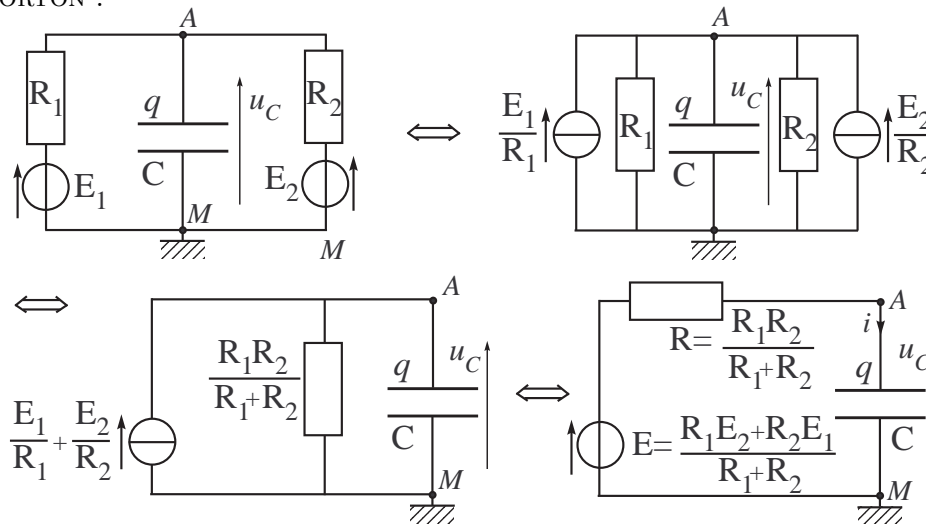 ORTON :
A
R1
q
uC
R2
C
E1
E2
M
M
A
E1/R1
R1
q
uC
R2
E2/R2
C
M
A
R1R2/R1+R2
q
uC
E1/R1 + E2/R2
C
M
A
i
R= R1R2/R1+R2
q
uC
E= R1E2+R2E1/R1+R2
C
M